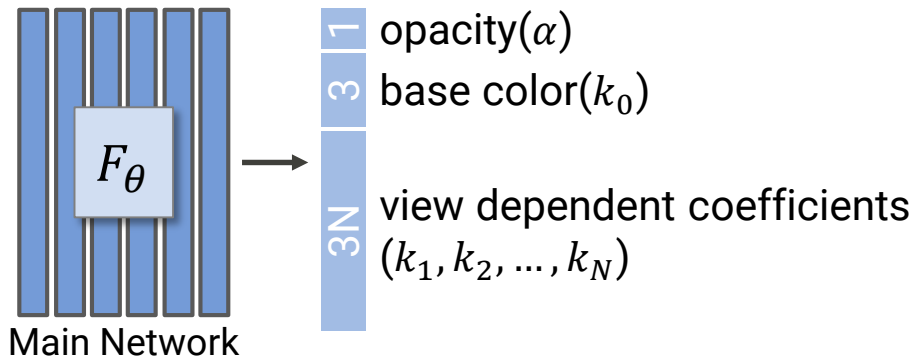 F_θ
Main Network
1
opacity(α)
3
base color(k_0)
3N
view dependent coefficients
(k_1, k_2, ... , k_N)